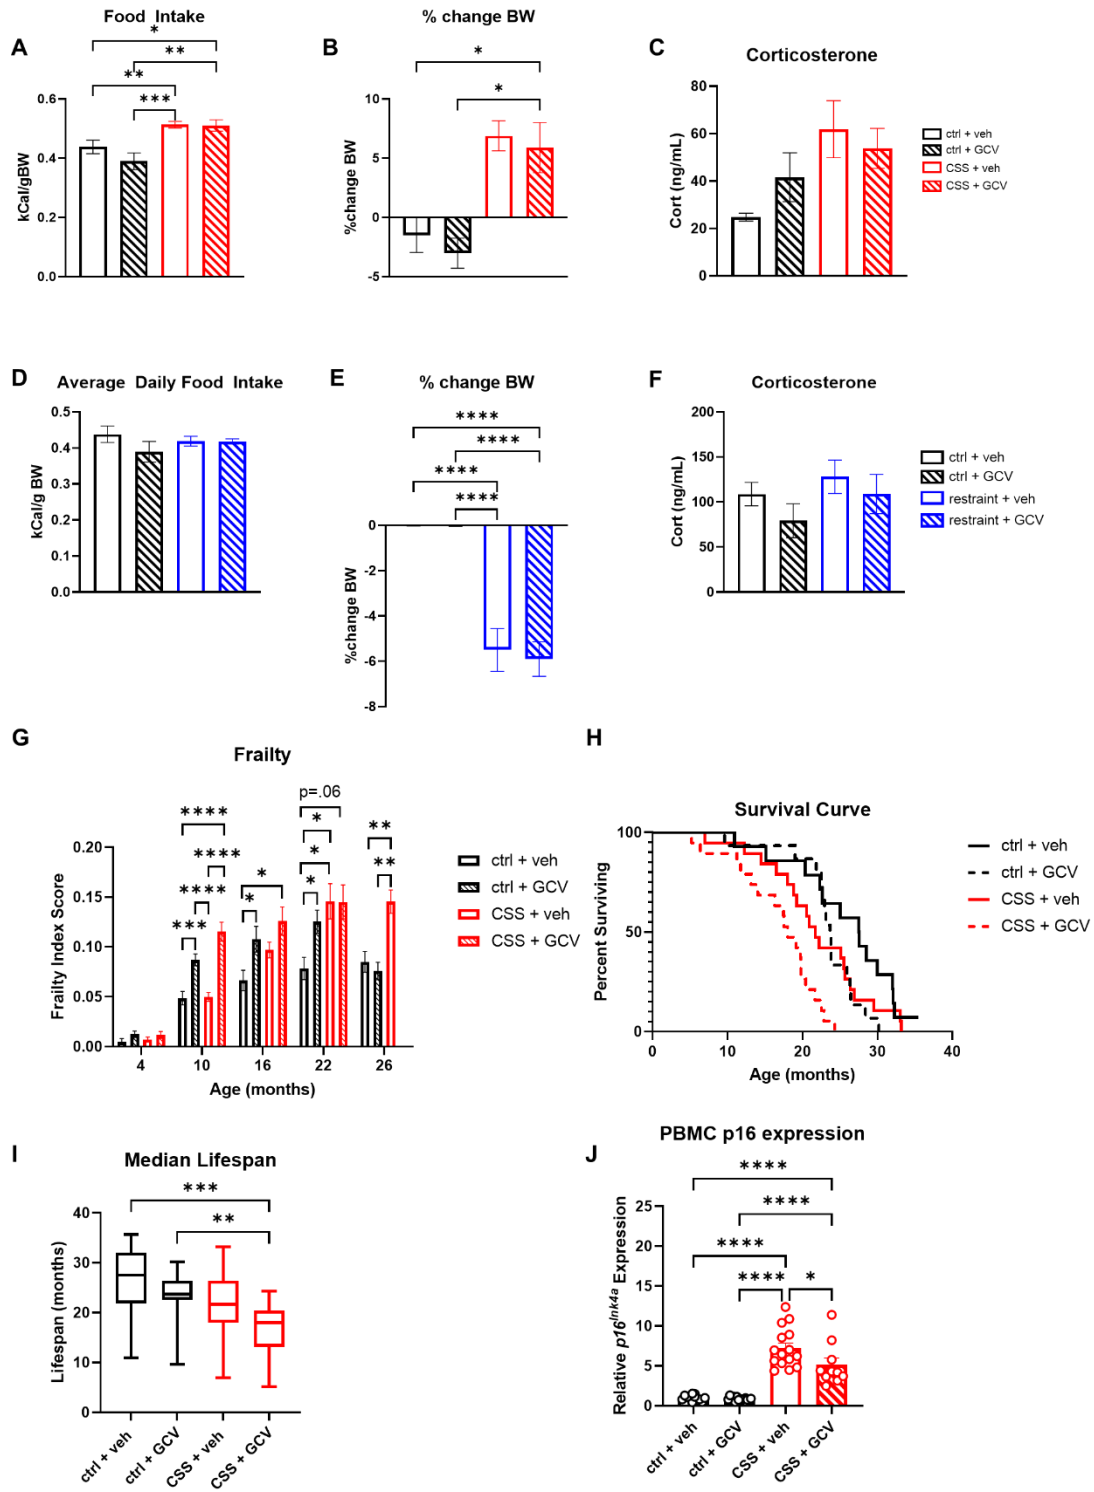 A
Food Intake
*
**
**
***
kCal/gBW
0.6
0.4
0.2
0.0
B
% change BW
*
*
%change BW
10
5
0
-5
C
Corticosterone
Cort (ng/mL)
80
60
40
20
0
ctrl + veh
ctrl + GCV
CSS + veh
CSS + GCV
D
Average Daily Food Intake
kCal/g BW
0.5
0.4
0.3
0.2
0.1
0.0
E
% change BW
****
****
****
****
%change BW
0
-2
-4
-6
-8
F
Corticosterone
Cort (ng/mL)
200
150
100
50
0
ctrl + veh
ctrl + GCV
restraint + veh
restraint + GCV
G
Frailty
p=.06
****
****
****
***
*
*
*
*
*
**
**
Frailty Index Score
0.20
0.15
0.10
0.05
0.00
4
10
16
22
26
Age (months)
ctrl + veh
ctrl + GCV
CSS + veh
CSS + GCV
H
Survival Curve
Percent Surviving
100
50
0
0
10
20
30
40
Age (months)
ctrl + veh
ctrl + GCV
CSS + veh
CSS + GCV
I
Median Lifespan
***
**
Lifespan (months)
40
30
20
10
0
ctrl + veh
ctrl + GCV
CSS + veh
CSS + GCV
J
PBMC p16 expression
****
****
****
****
*
Relative p16^Ink4a Expression
25
20
15
10
5
0
ctrl + veh
ctrl + GCV
CSS + veh
CSS + GCV